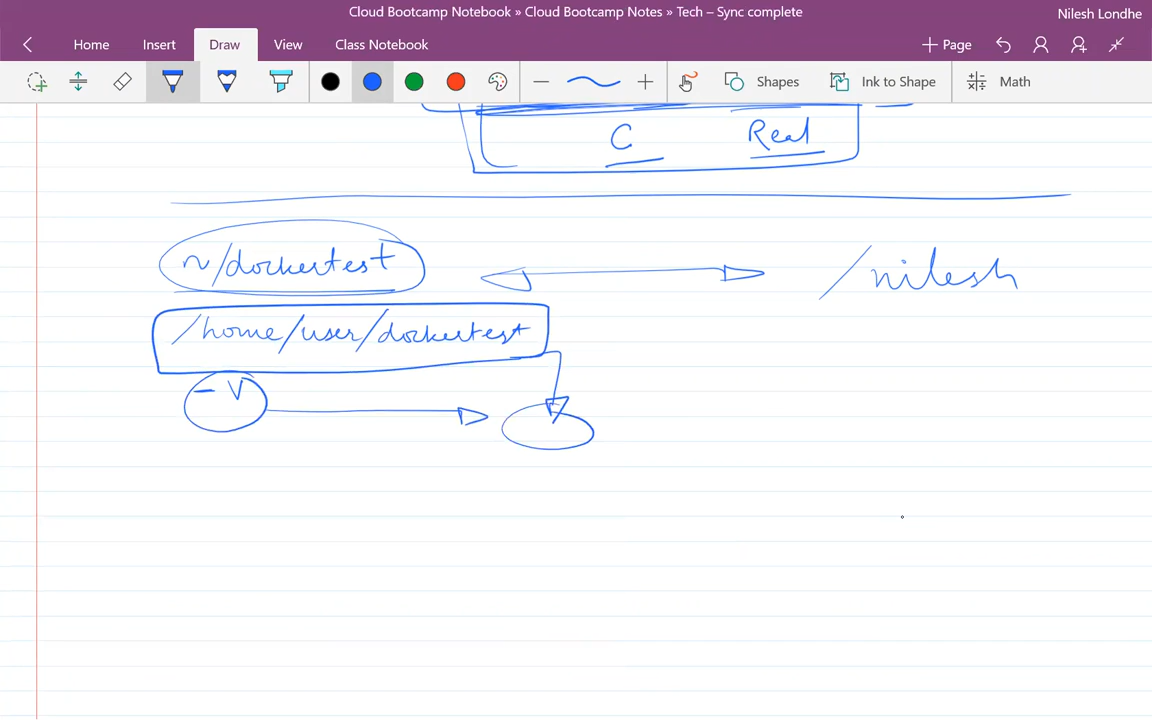 Cloud Bootcamp Notebook » Cloud Bootcamp Notes » Tech – Sync complete
Nilesh Londhe
Home Insert Draw View Class Notebook Page
Shapes Ink to Shape Math
C Real
~/dockertest /nilesh
/home/user/dockertest
-v